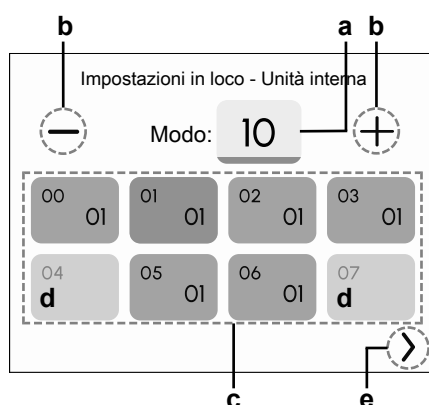 b a b
Impostazioni in loco - Unità interna
Modo: 10
00 01 02 03
01 01 01 01
04 05 06 07
d 01 01 d
c e